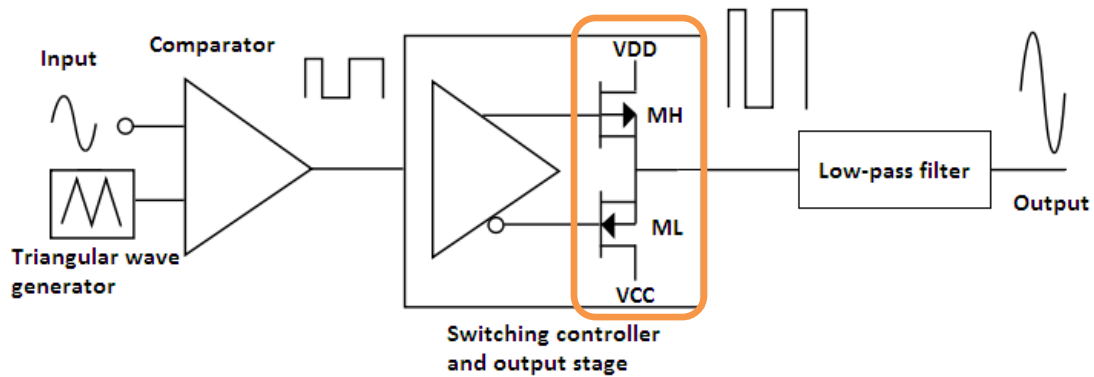 Input
Comparator
VDD
MH
ML
VCC
Low-pass filter
Output
Triangular wave
generator
Switching controller
and output stage